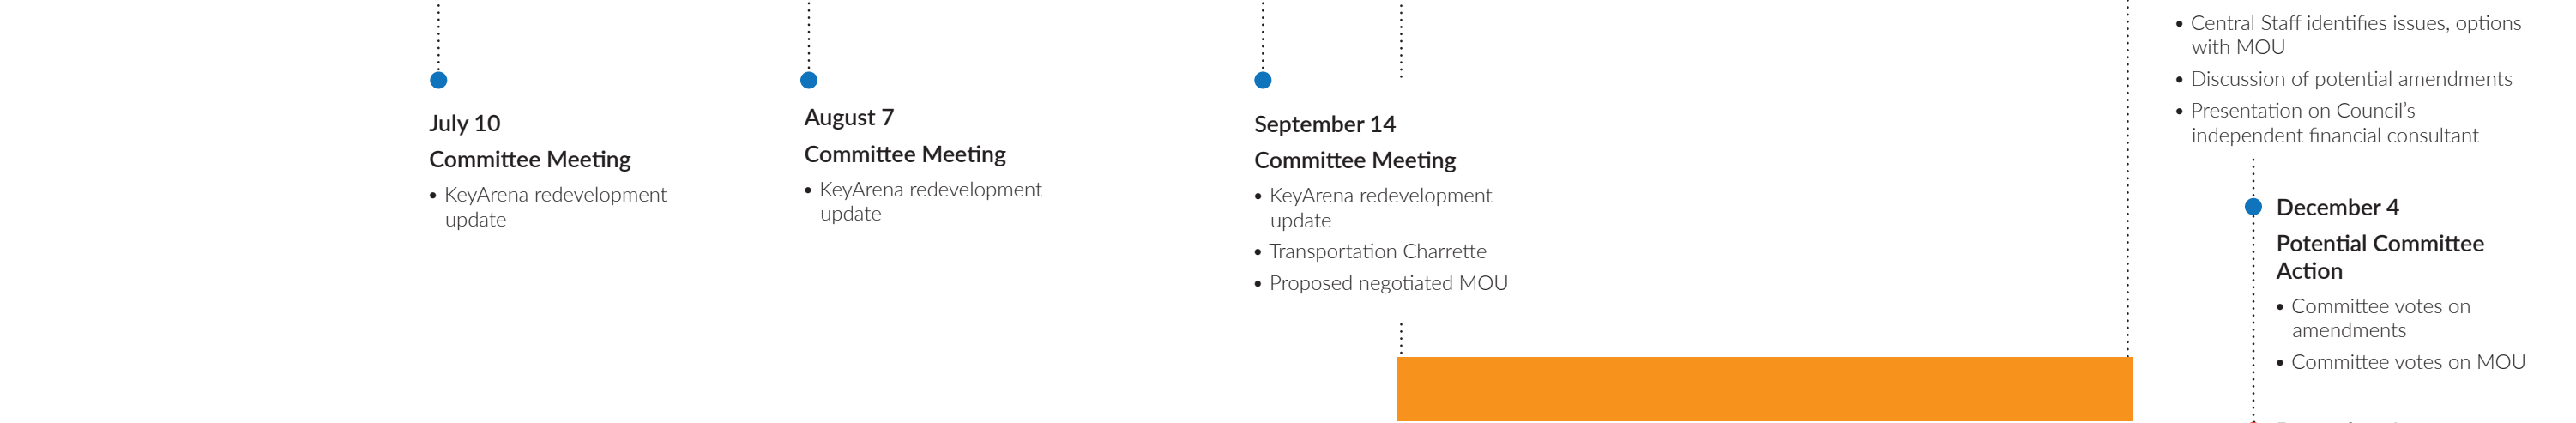 July 10
Committee Meeting
• KeyArena redevelopment
update
August 7
Committee Meeting
• KeyArena redevelopment
update
September 14
Committee Meeting
• KeyArena redevelopment
update
• Transportation Charrette
• Proposed negotiated MOU
• Central Staff identifies issues, options
with MOU
• Discussion of potential amendments
• Presentation on Council’s
independent financial consultant
December 4
Potential Committee
Action
• Committee votes on
amendments
• Committee votes on MOU